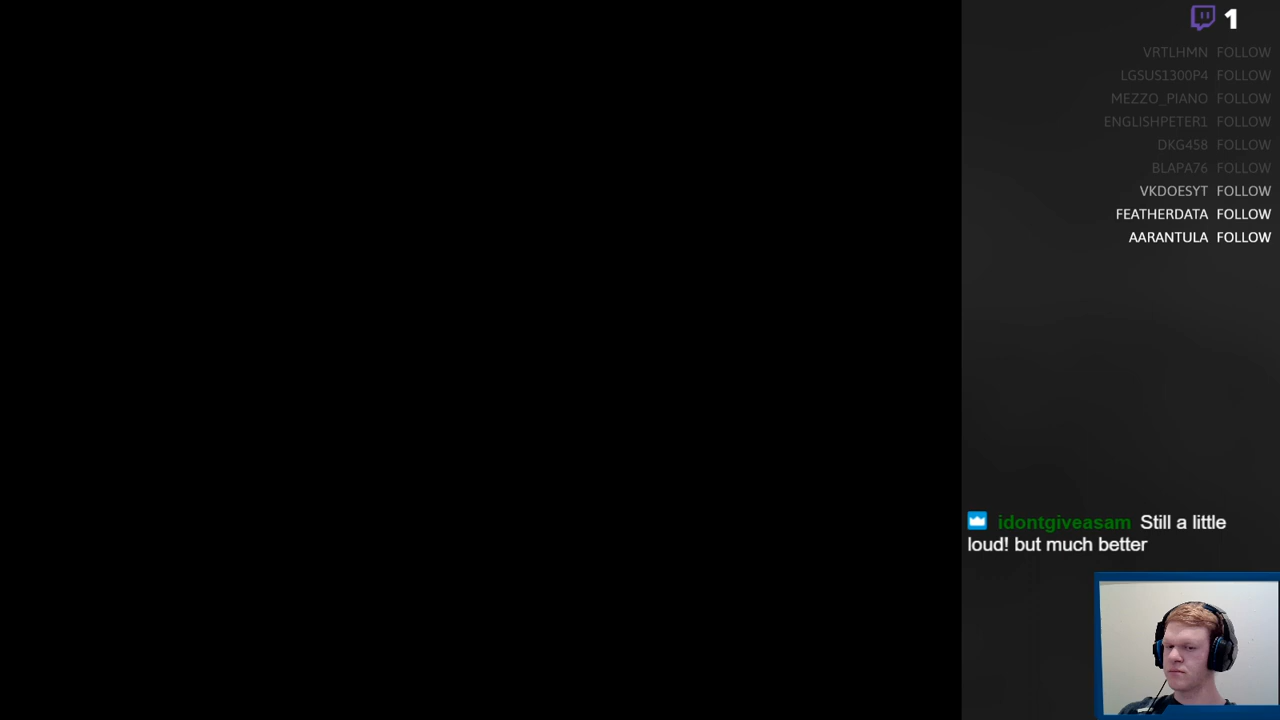 1
VRTLHMN FOLLOW
LGSUS1300P4 FOLLOW
MEZZO_PIANO FOLLOW
ENGLISHPETER1 FOLLOW
DKG458 FOLLOW
BLAPA76 FOLLOW
VKDOESYT FOLLOW
FEATHERDATA FOLLOW
AARANTULA FOLLOW
idontgiveasam Still a little
loud! but much better